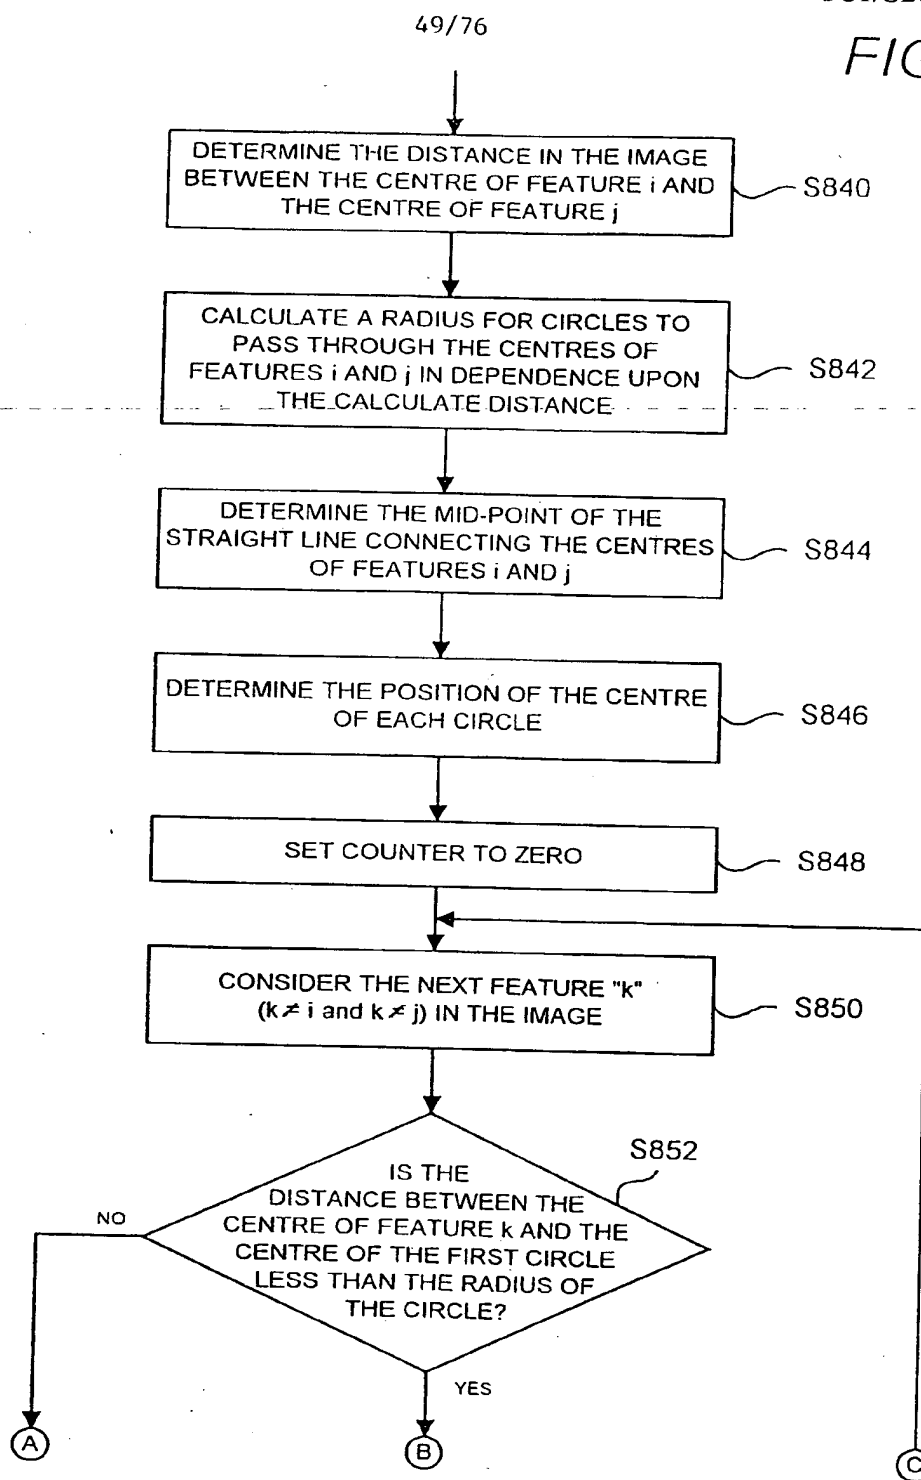 49/76
FIG
DETERMINE THE DISTANCE IN THE IMAGE
BETWEEN THE CENTRE OF FEATURE i AND
THE CENTRE OF FEATURE j
S840
CALCULATE A RADIUS FOR CIRCLES TO
PASS THROUGH THE CENTRES OF
FEATURES i AND j IN DEPENDENCE UPON
THE CALCULATE DISTANCE
S842
DETERMINE THE MID-POINT OF THE
STRAIGHT LINE CONNECTING THE CENTRES
OF FEATURES i AND j
S844
DETERMINE THE POSITION OF THE CENTRE
OF EACH CIRCLE
S846
SET COUNTER TO ZERO
S848
CONSIDER THE NEXT FEATURE "k"
(k ≠ i and k ≠ j) IN THE IMAGE
S850
S852
IS THE
DISTANCE BETWEEN THE
CENTRE OF FEATURE k AND THE
CENTRE OF THE FIRST CIRCLE
LESS THAN THE RADIUS OF
THE CIRCLE?
NO
YES
A
B
C